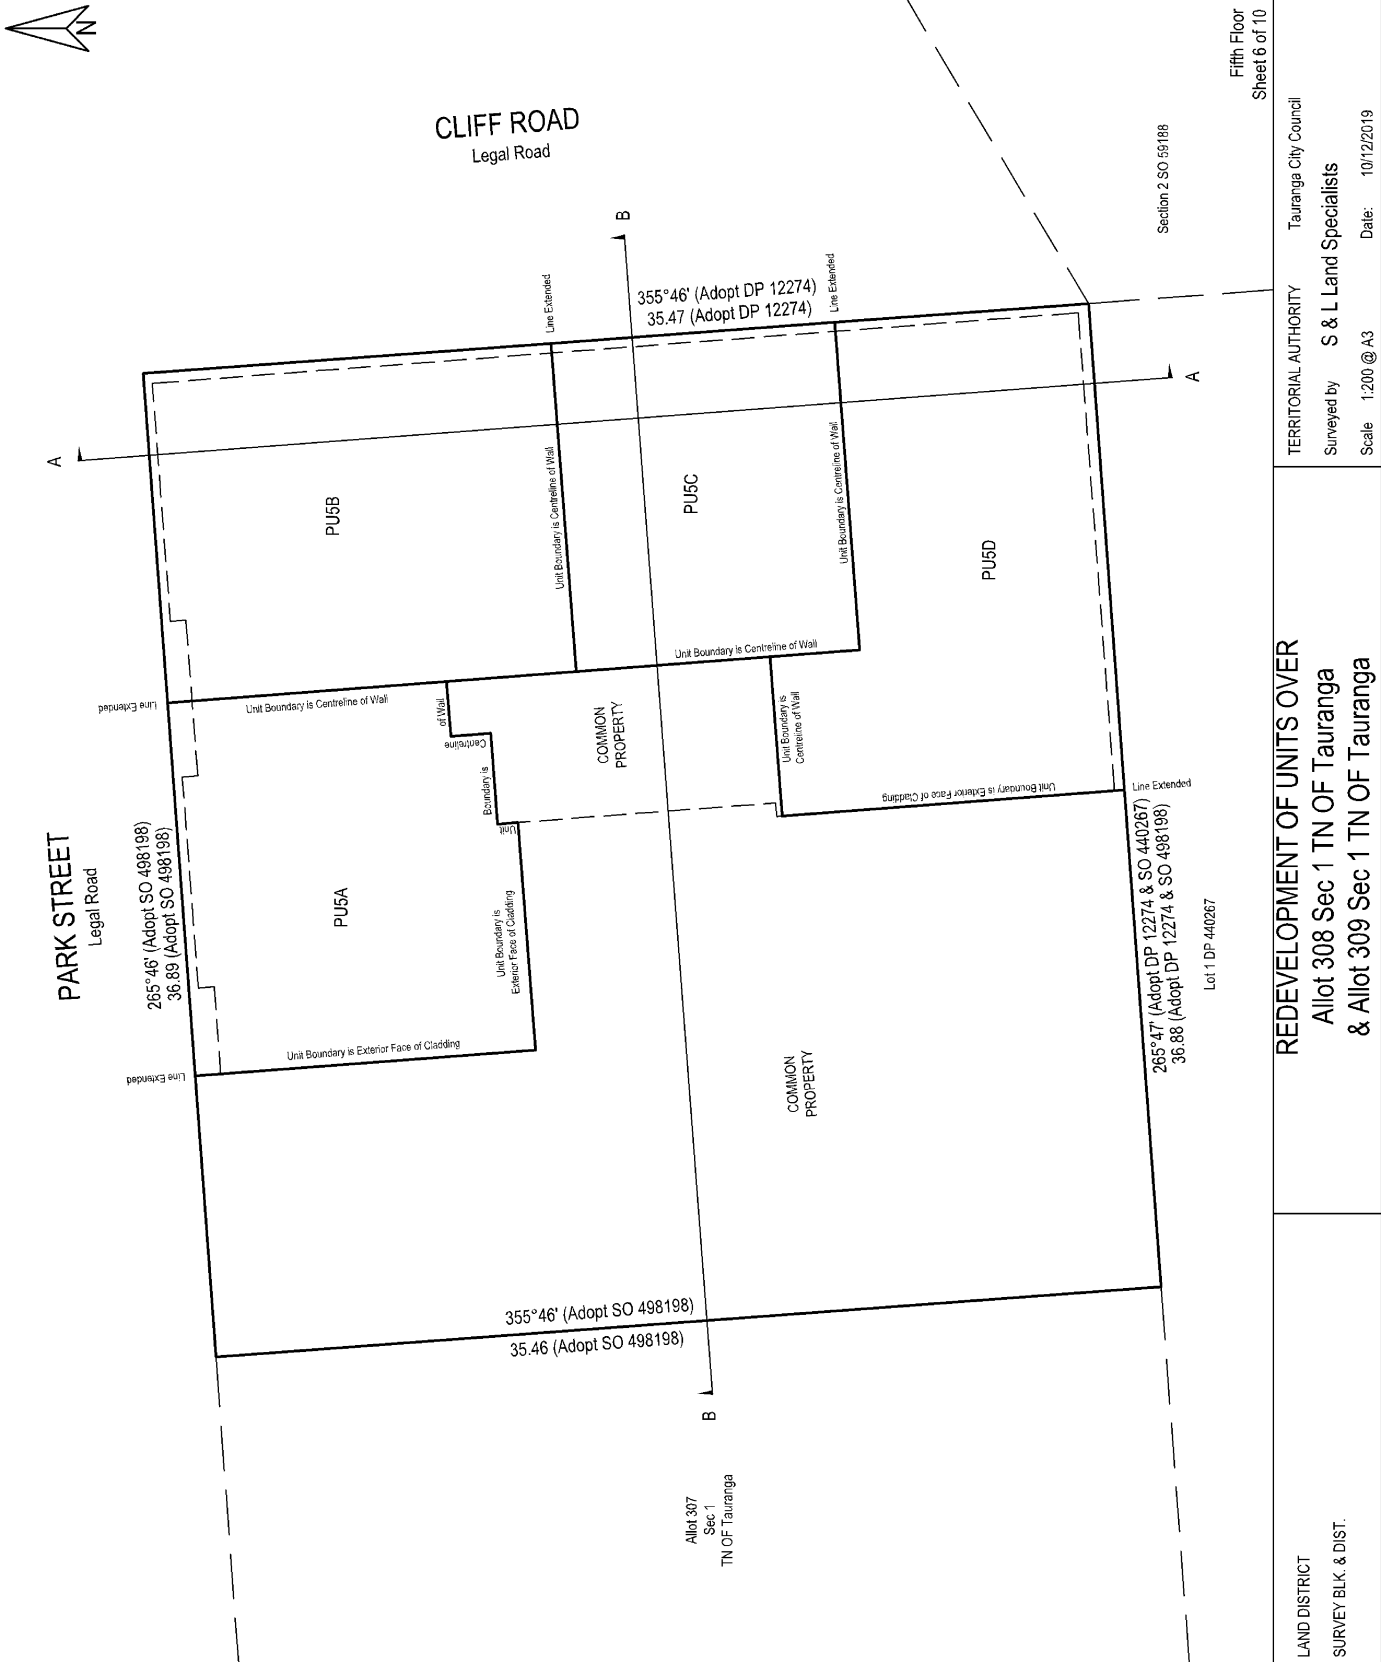 N
PARK STREET
Legal Road
CLIFF ROAD
Legal Road
265°46' (Adopt SO 498198)
36.89 (Adopt SO 498198)
Line Extended
Line Extended
A
PU5A
PU5B
Unit Boundary is Exterior Face of Cladding
Unit Boundary is Centreline of Wall
Unit Boundary is
Exterior Face of Cladding
Unit
Boundary is
Centreline
of Wall
Unit Boundary is Centreline of Wall
Line Extended
355°46' (Adopt SO 498198)
35.46 (Adopt SO 498198)
COMMON
PROPERTY
B
B
355°46' (Adopt DP 12274)
35.47 (Adopt DP 12274)
PU5C
Unit Boundary is Centreline of Wall
Allot 307
Sec 1
TN OF Tauranga
COMMON
PROPERTY
Unit Boundary is
Centreline of Wall
Unit Boundary is Centreline of Wall
Line Extended
Unit Boundary is Exterior Face of Cladding
PU5D
Line Extended
265°47' (Adopt DP 12274 & SO 440267)
36.88 (Adopt DP 12274 & SO 498198)
A
Lot 1 DP 440267
Section 2 SO 59188
Fifth Floor
Sheet 6 of 10
LAND DISTRICT
SURVEY BLK. & DIST.
REDEVELOPMENT OF UNITS OVER
Allot 308 Sec 1 TN OF Tauranga
& Allot 309 Sec 1 TN OF Tauranga
TERRITORIAL AUTHORITY Tauranga City Council
Surveyed by S & L Land Specialists
Scale 1:200 @ A3 Date: 10/12/2019